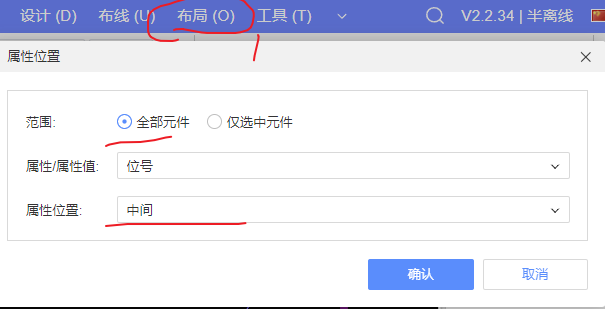 设计 (D) 布线 (U) 布局 (O) 工具 (T) V2.2.34 | 半离线
属性位置
范围: 全部元件 仅选中元件
属性/属性值: 位号
属性位置: 中间
确认 取消